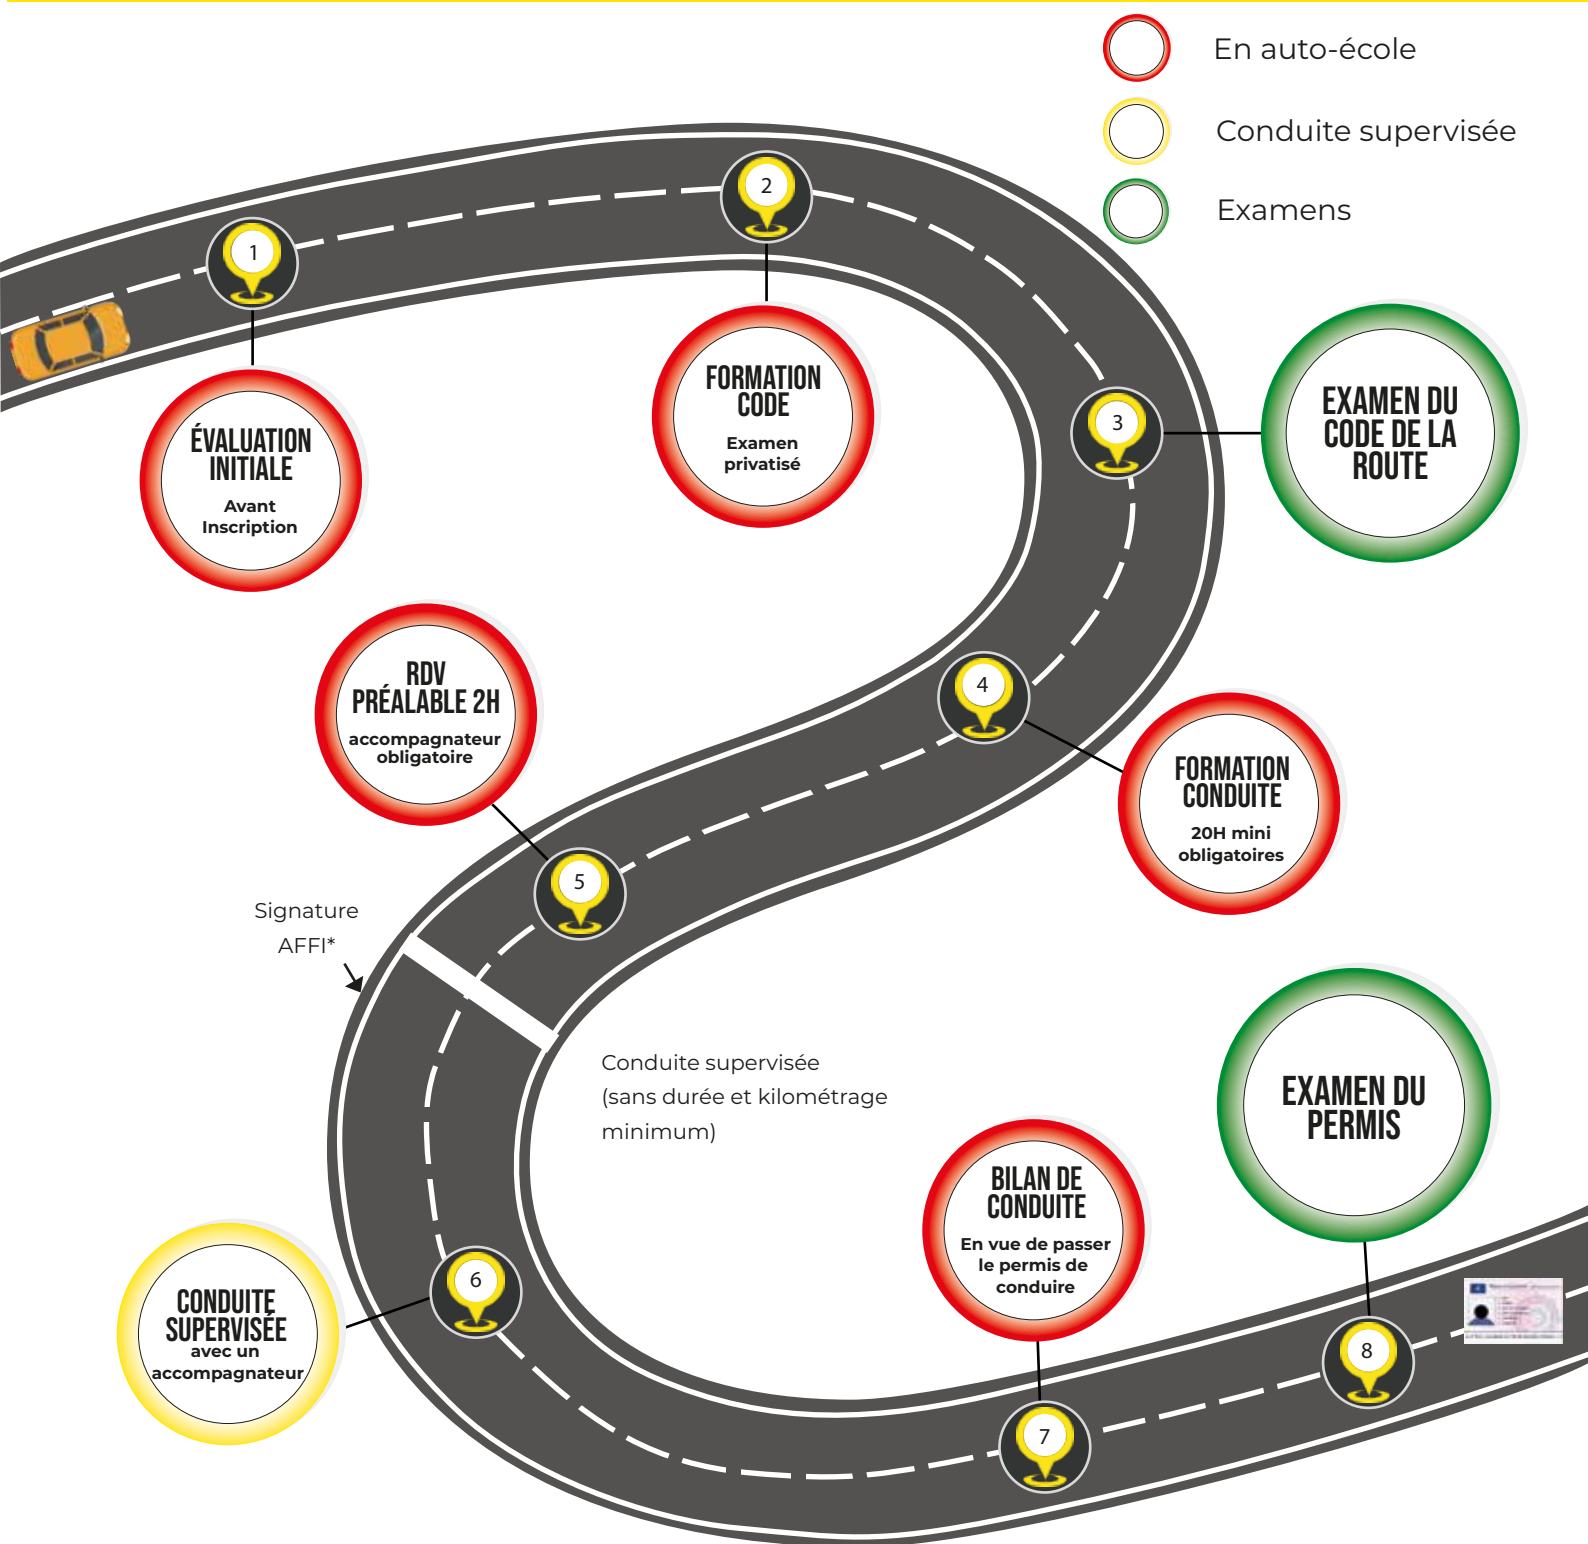 En auto-école
Conduite supervisée
Examens
1
ÉVALUATION
INITIALE
Avant
Inscription
2
FORMATION
CODE
Examen
privatisé
3
EXAMEN DU
CODE DE LA
ROUTE
4
FORMATION
CONDUITE
20H mini
obligatoires
RDV
PRÉALABLE 2H
accompagnateur
obligatoire
5
Signature
AFFI*
Conduite supervisée
(sans durée et kilométrage
minimum)
6
CONDUITE
SUPERVISÉE
avec un
accompagnateur
BILAN DE
CONDUITE
En vue de passer
le permis de
conduire
7
EXAMEN DU
PERMIS
8